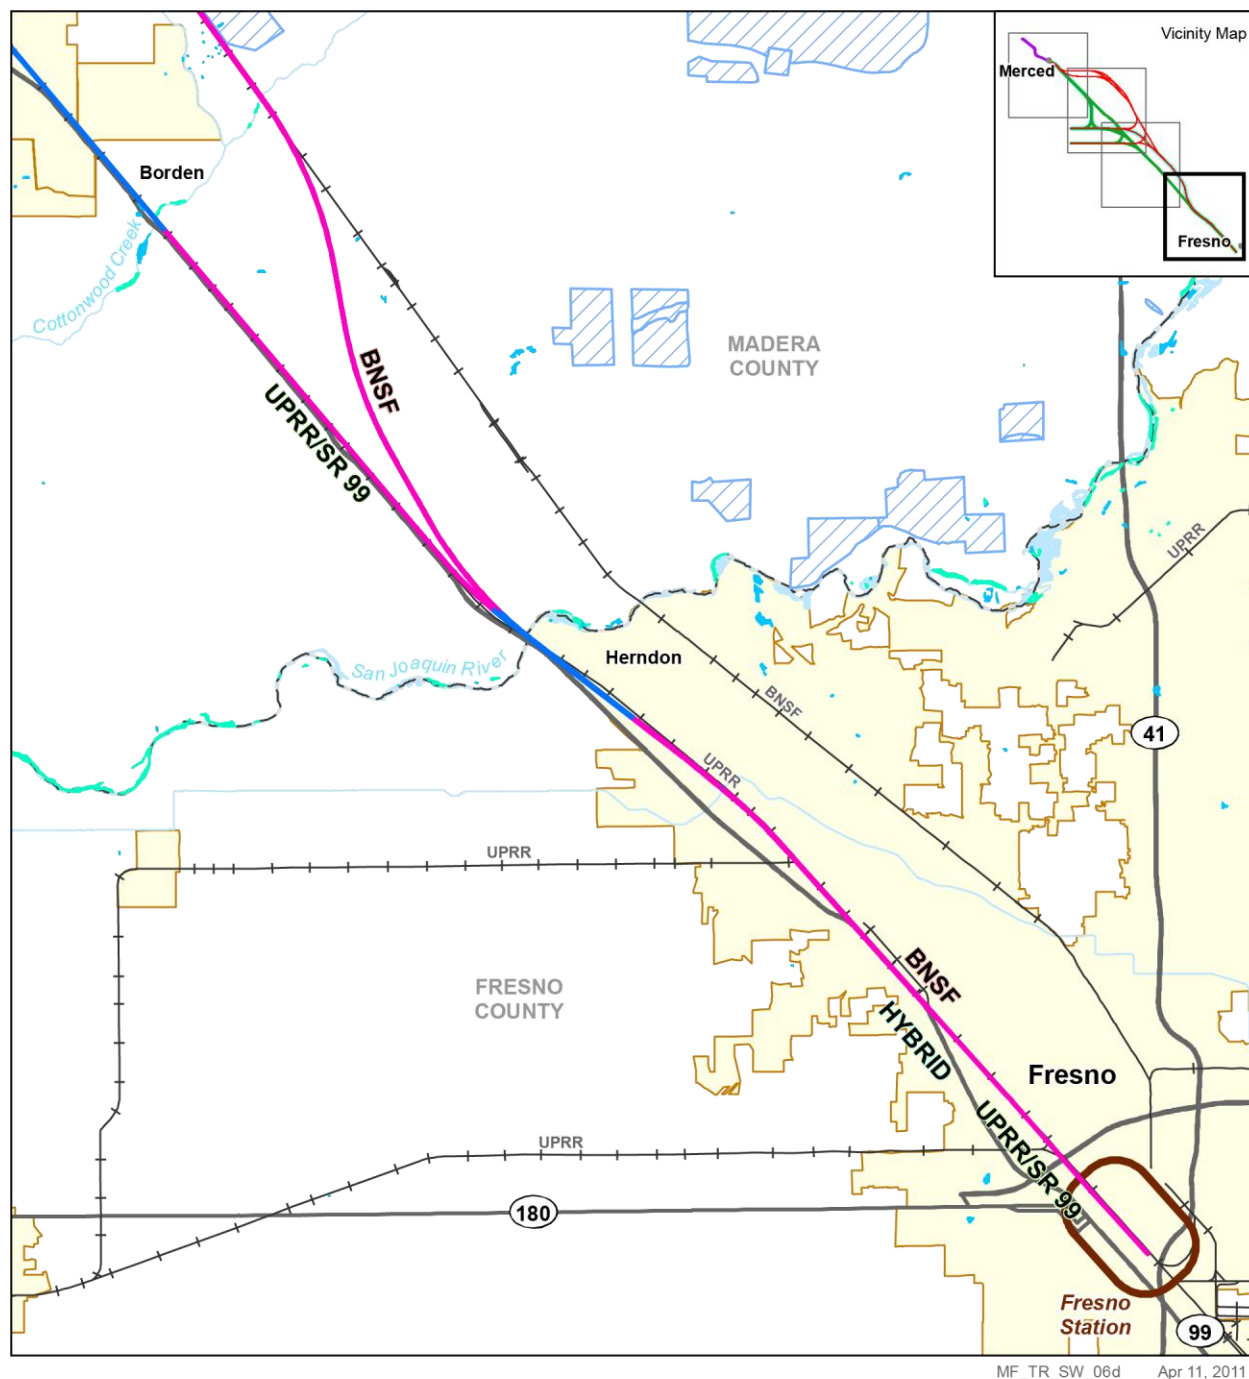 Vicinity Map
Merced
Fresno
Borden
Cottonwood Creek
BNSF
UPRR/SR 99
MADERA
COUNTY
UPRR
San Joaquin River
Herndon
BNSF
UPRR
41
UPRR
BNSF
HYBRID
FRESNO
COUNTY
Fresno
UPRR/SR 99
UPRR
180
Fresno
Station
99
MF_TR_SW_06d Apr 11, 2011